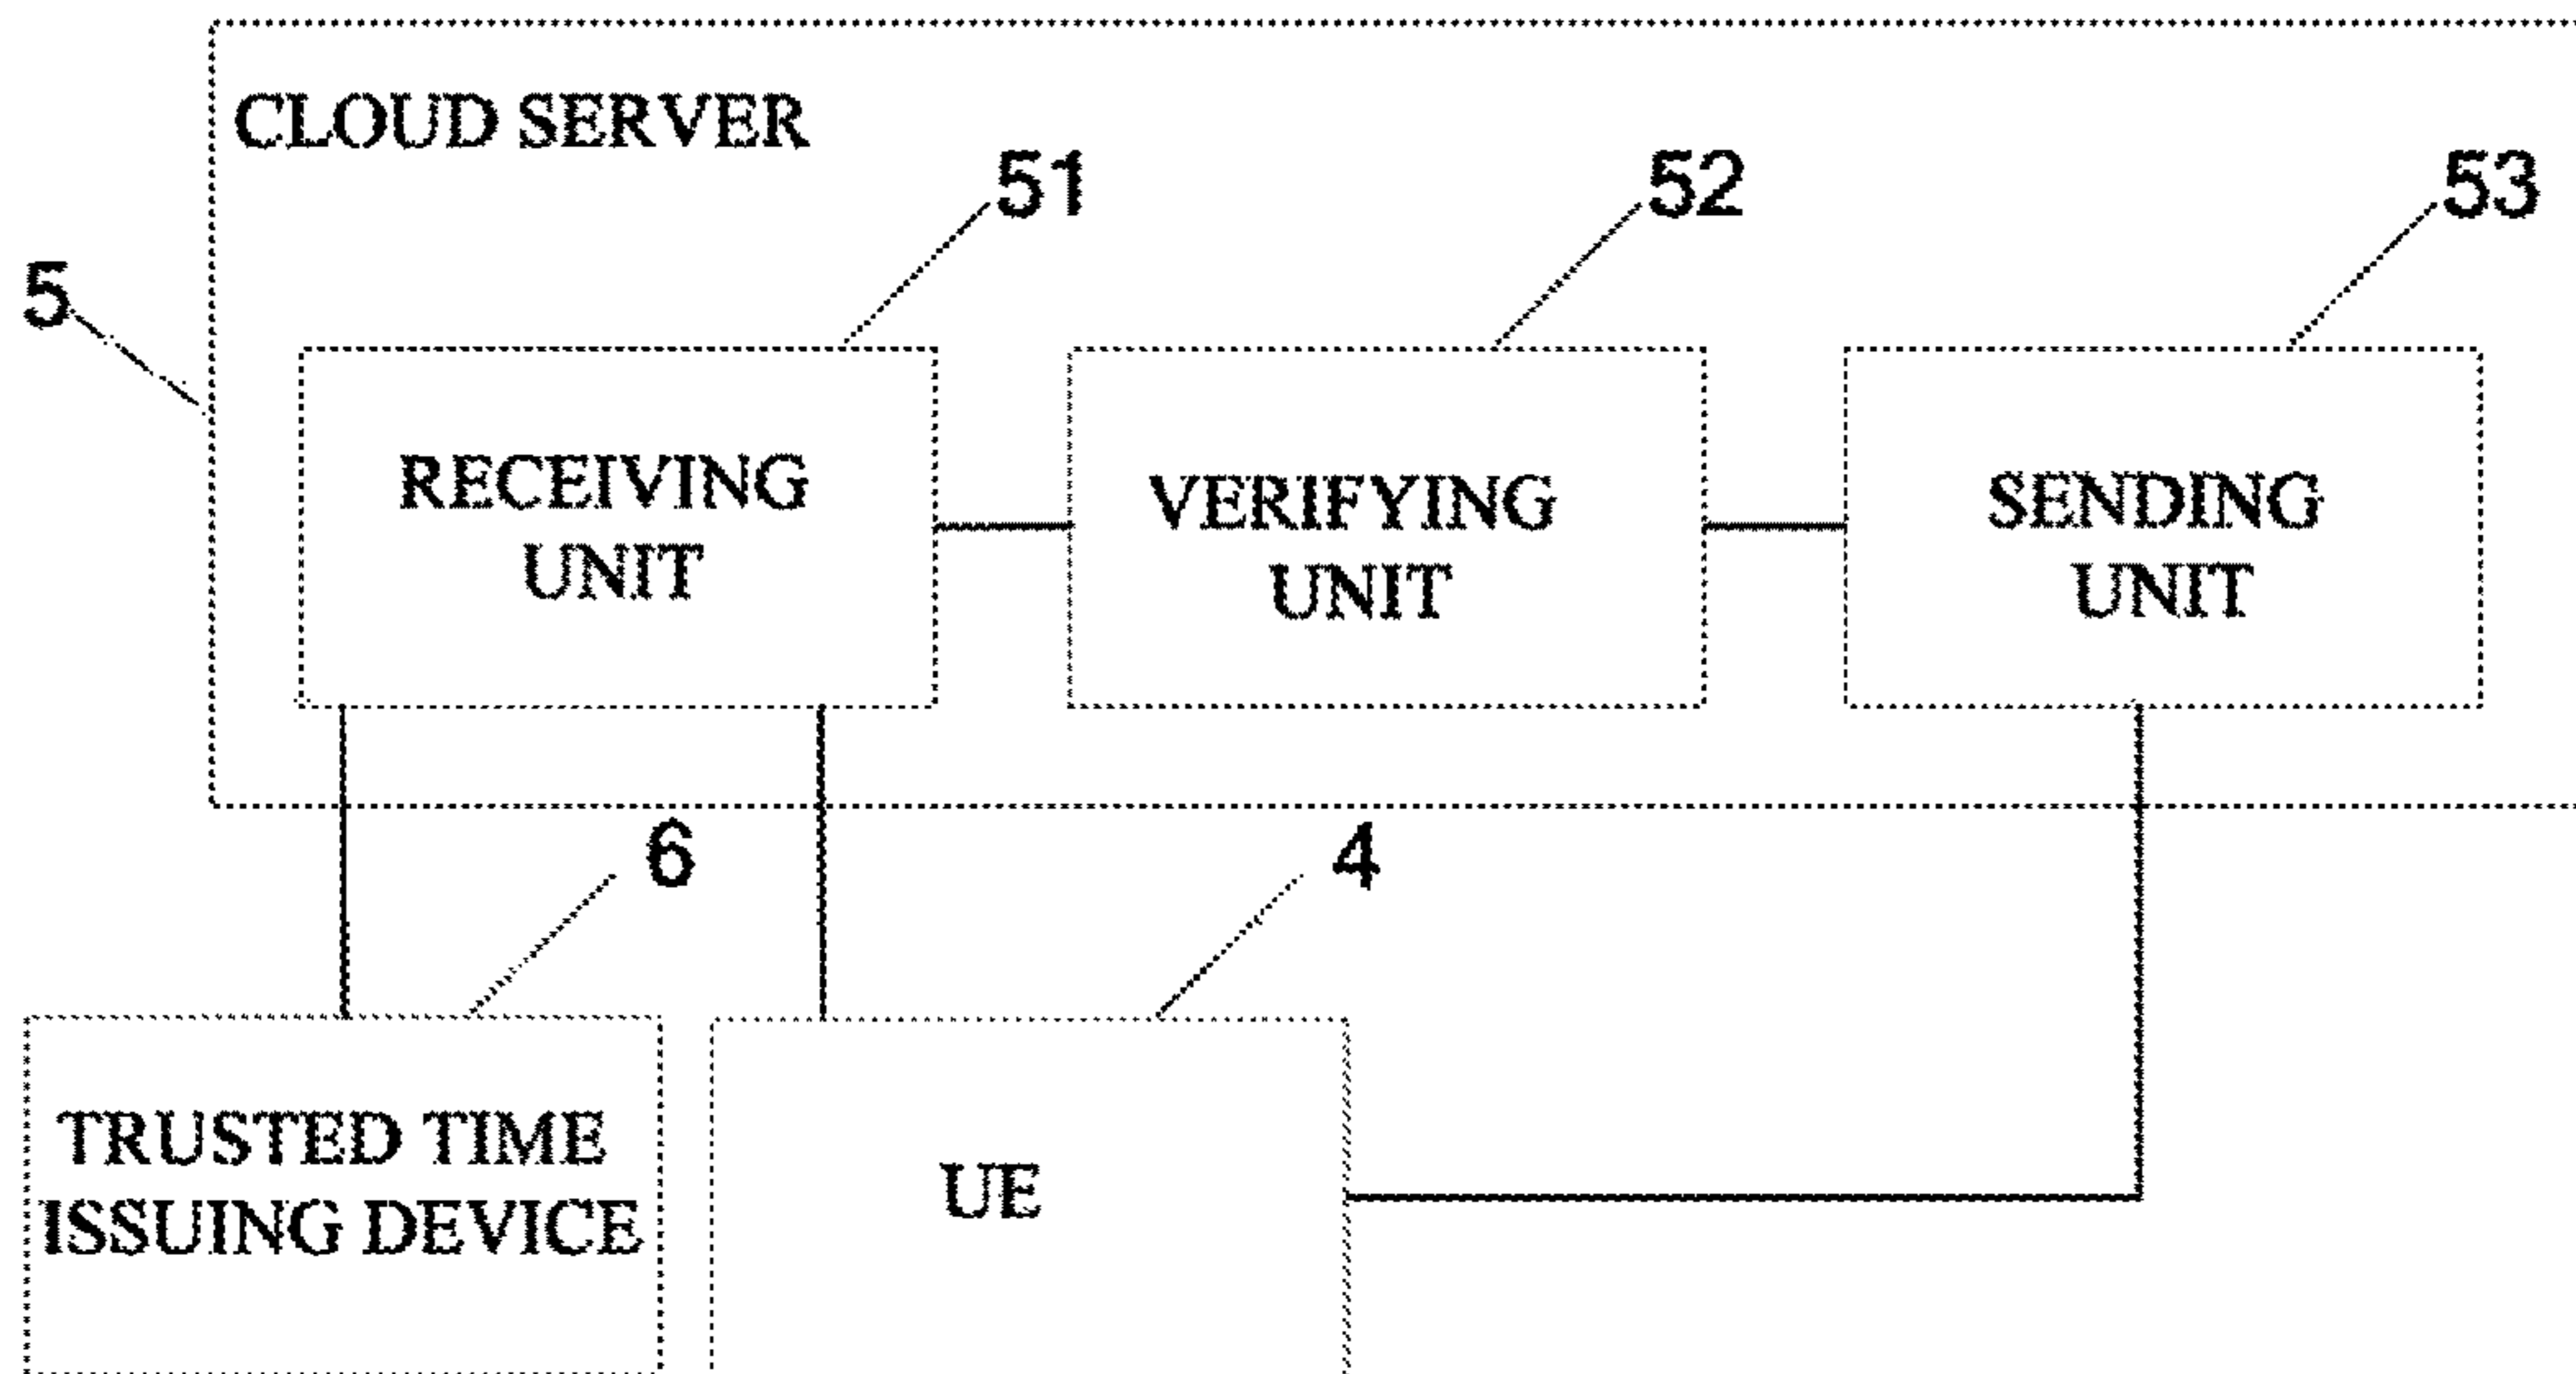 CLOUD SERVER
51
52
53
5
RECEIVING
UNIT
VERIFYING
UNIT
SENDING
UNIT
6
4
TRUSTED TIME
ISSUING DEVICE
UE